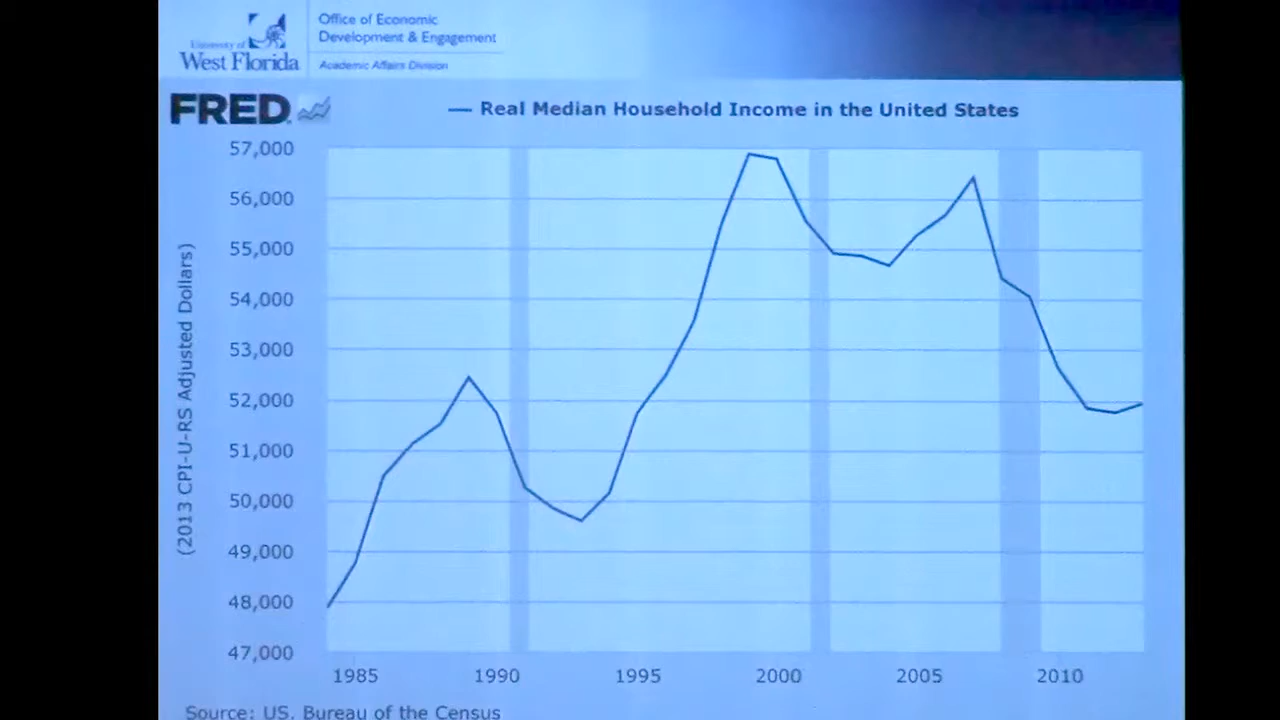 Office of Economic
Development & Engagement
University of
West Florida
Academic Affairs Division
FRED
Real Median Household Income in the United States
57,000
56,000
55,000
54,000
53,000
52,000
51,000
50,000
49,000
48,000
47,000
(2013 CPI-U-RS Adjusted Dollars)
1985 1990 1995 2000 2005 2010
Source: US. Bureau of the Census